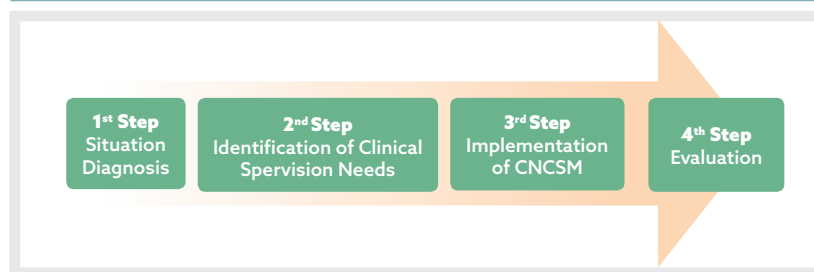 1st Step
Situation
Diagnosis
2nd Step
Identification of Clinical
Spervision Needs
3rd Step
Implementation
of CNCSM
4th Step
Evaluation